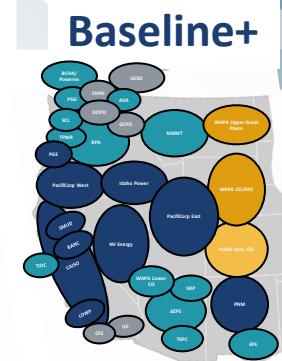 Baseline+
BCHA/
Powerex
AESO
CHPD
PSEI
AVA
DOPD
SCL
GCPD
TPWR
BPA
NWMT
WAPA Upper Great
Plains
PGE
PacifiCorp West
Idaho Power
PacifiCorp East
WAPA CO/MO
SMUD
BANC
CAISO
NV Energy
Public Serv. CO
TIDC
WAPA Lower
CO
SRP
AZPS
PNM
LDWP
CFE
IID
TEPC
EPE